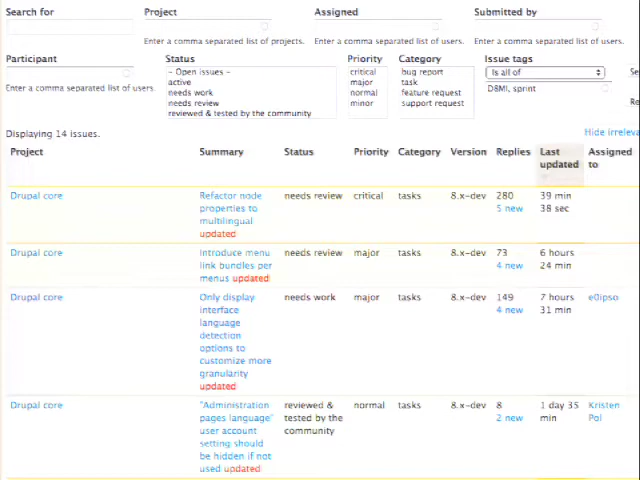 Search for
Project
Assigned
Submitted by
Enter a comma separated list of projects.
Enter a comma separated list of users.
Enter a comma separated list of users.
Participant
Status
Priority
Category
Issue tags
Enter a comma separated list of users.
- Open issues -
active
needs work
needs review
reviewed & tested by the community
critical
major
normal
minor
bug report
task
feature request
support request
Is all of
D8MI, sprint
Se
Re
Displaying 14 issues.
Hide irreleva
Project Summary Status Priority Category Version Replies Last updated Assigned to
Drupal core
Refactor node
properties to
multilingual
updated
needs review critical tasks 8.x-dev
280
5 new
39 min
38 sec
Drupal core
Introduce menu
link bundles per
menus updated
needs review major tasks 8.x-dev
73
4 new
6 hours
24 min
Drupal core
Only display
interface
language
detection
options to
customize more
granularity
updated
needs work major tasks 8.x-dev
149
4 new
7 hours
31 min
e0ipso
Drupal core
"Administration
pages language"
user account
setting should
be hidden if not
used updated
reviewed &
tested by the
community
normal tasks 8.x-dev
8
2 new
1 day 35
min
Kristen
Pol